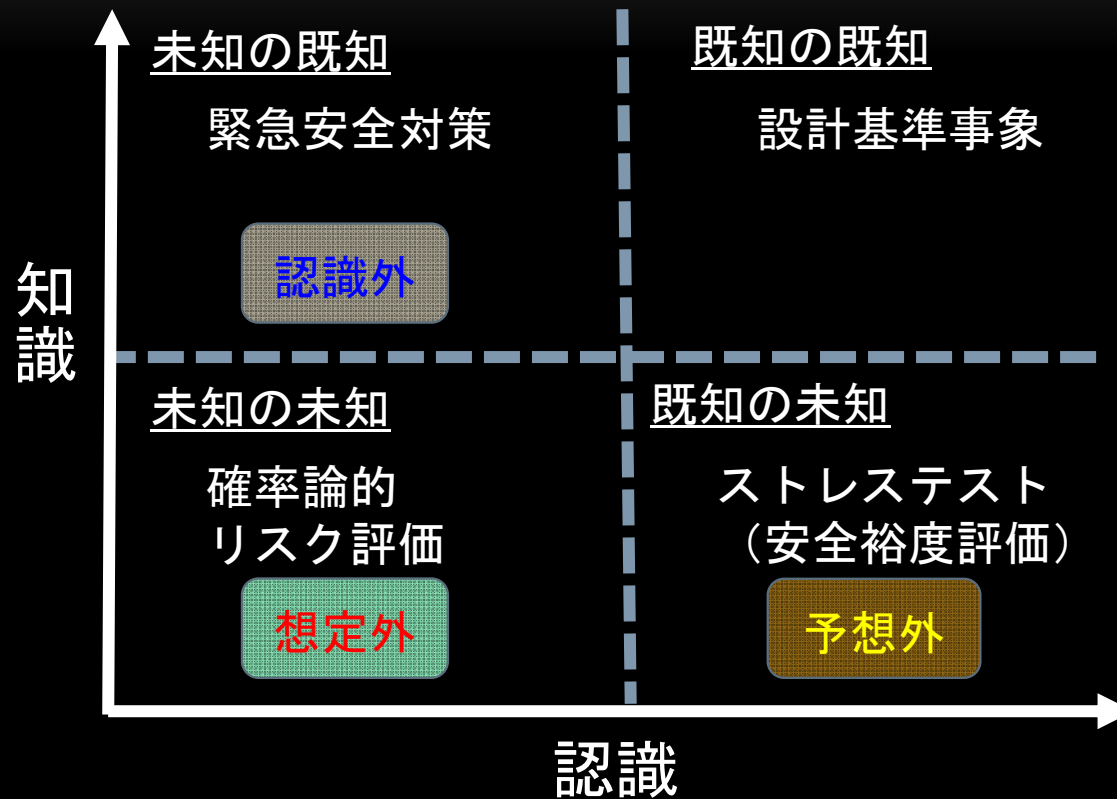 未知の既知
緊急安全対策
認識外
既知の既知
設計基準事象
知識
未知の未知
確率論的
リスク評価
想定外
既知の未知
ストレステスト
（安全裕度評価）
予想外
認識